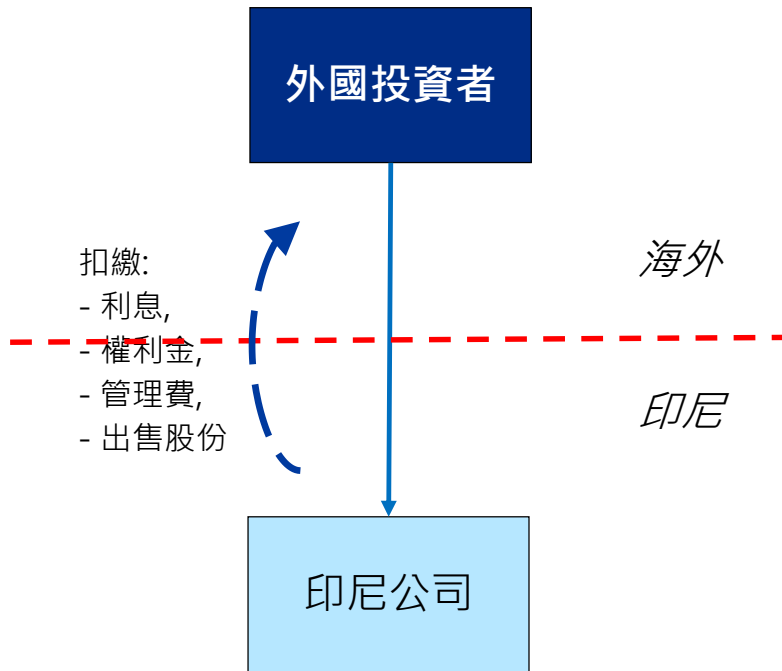 外國投資者
海外
扣繳:
- 利息,
- 權利金,
- 管理費,
- 出售股份
印尼
印尼公司